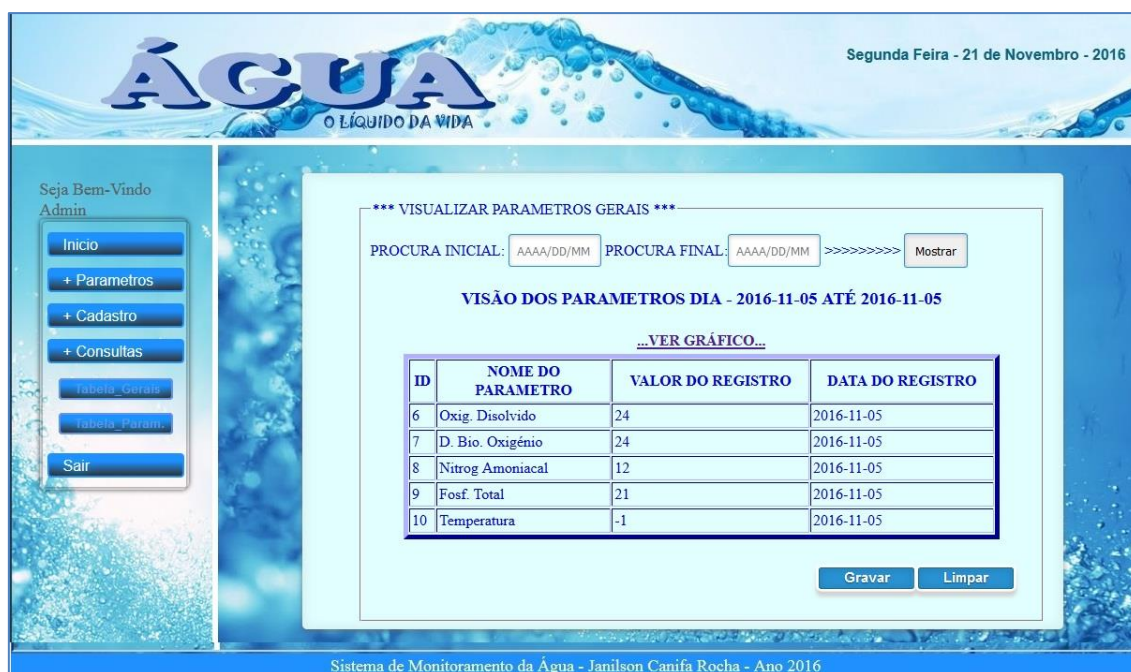 ÁGUA
O LÍQUIDO DA VIDA
Segunda Feira - 21 de Novembro - 2016
Seja Bem-Vindo
Admin
Inicio
+ Parametros
+ Cadastro
+ Consultas
Tabela_Gerais
Tabela_Param.
Sair
*** VISUALIZAR PARAMETROS GERAIS ***
PROCURA INICIAL: AAAA/DD/MM PROCURA FINAL: AAAA/DD/MM >>>>>>>>> Mostrar
VISÃO DOS PARAMETROS DIA - 2016-11-05 ATÉ 2016-11-05
...VER GRÁFICO...
ID NOME DO PARAMETRO VALOR DO REGISTRO DATA DO REGISTRO
6 Oxig. Disolvido 24 2016-11-05
7 D. Bio. Oxigénio 24 2016-11-05
8 Nitrog Amoniacal 12 2016-11-05
9 Fosf. Total 21 2016-11-05
10 Temperatura -1 2016-11-05
Gravar Limpar
Sistema de Monitoramento da Água - Janilson Canifa Rocha - Ano 2016